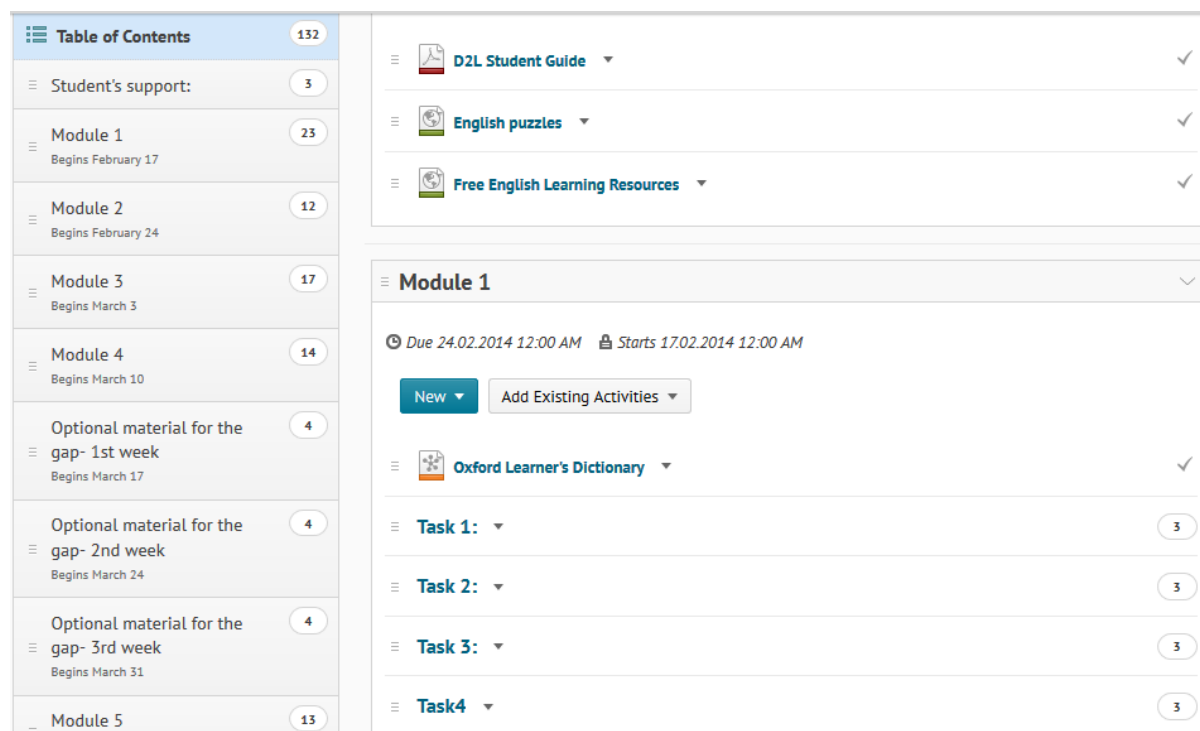 Table of Contents 132
Student's support: 3
Module 1 23
Begins February 17
Module 2 12
Begins February 24
Module 3 17
Begins March 3
Module 4 14
Begins March 10
Optional material for the 4
gap- 1st week
Begins March 17
Optional material for the 4
gap- 2nd week
Begins March 24
Optional material for the 4
gap- 3rd week
Begins March 31
Module 5 13
D2L Student Guide
English puzzles
Free English Learning Resources
Module 1
Due 24.02.2014 12:00 AM Starts 17.02.2014 12:00 AM
New Add Existing Activities
Oxford Learner's Dictionary
Task 1: 3
Task 2: 3
Task 3: 3
Task4 3